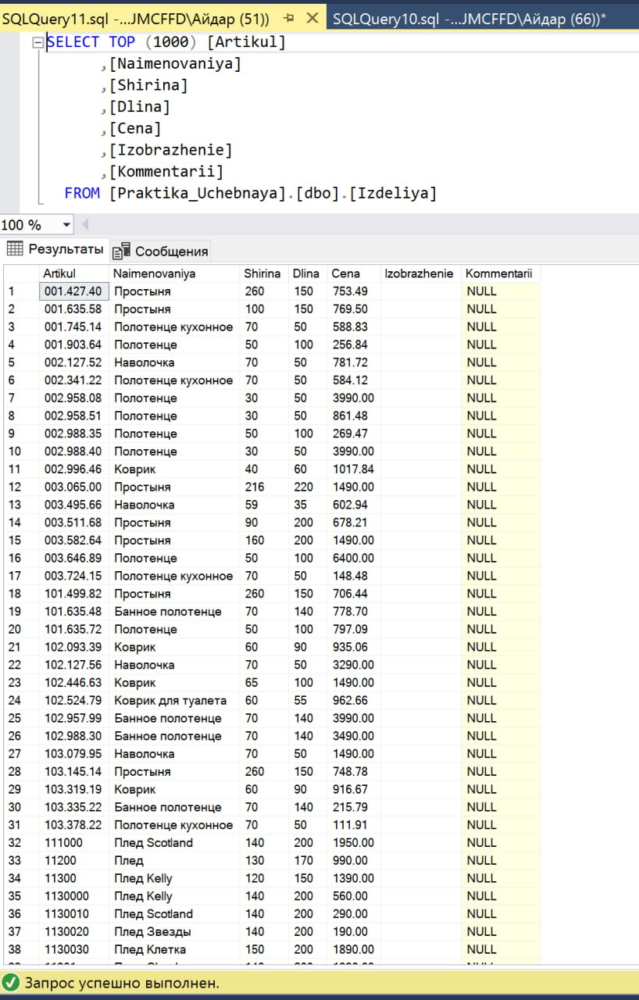 SQLQuery11.sql -...JMCFFD\Айдар (51)) SQLQuery10.sql -...JMCFFD\Айдар (66))*
SELECT TOP (1000) [Artikul]
,[Naimenovaniya]
,[Shirina]
,[Dlina]
,[Cena]
,[Izobrazhenie]
,[Kommentarii]
FROM [Praktika_Uchebnaya].[dbo].[Izdeliya]
100 %
Результаты Сообщения
Artikul Naimenovaniya Shirina Dlina Cena Izobrazhenie Kommentarii
1 001.427.40 Простыня 260 150 753.49 NULL
2 001.635.58 Простыня 100 150 769.50 NULL
3 001.745.14 Полотенце кухонное 70 50 588.83 NULL
4 001.903.64 Полотенце 50 100 256.84 NULL
5 002.127.52 Наволочка 70 50 781.72 NULL
6 002.341.22 Полотенце кухонное 70 50 584.12 NULL
7 002.958.08 Полотенце 30 50 3990.00 NULL
8 002.958.51 Полотенце 30 50 861.48 NULL
9 002.988.35 Полотенце 50 100 269.47 NULL
10 002.988.40 Полотенце 30 50 3990.00 NULL
11 002.996.46 Коврик 40 60 1017.84 NULL
12 003.065.00 Простыня 216 220 1490.00 NULL
13 003.495.66 Наволочка 59 35 602.94 NULL
14 003.511.68 Простыня 90 200 678.21 NULL
15 003.582.64 Простыня 160 200 1490.00 NULL
16 003.646.89 Полотенце 50 100 6400.00 NULL
17 003.724.15 Полотенце кухонное 70 50 148.48 NULL
18 101.499.82 Простыня 260 150 706.44 NULL
19 101.635.48 Банное полотенце 70 140 778.70 NULL
20 101.635.72 Полотенце 50 100 797.09 NULL
21 102.093.39 Коврик 60 90 935.06 NULL
22 102.127.56 Наволочка 70 50 3290.00 NULL
23 102.446.63 Коврик 65 100 1490.00 NULL
24 102.524.79 Коврик для туалета 60 55 962.66 NULL
25 102.957.99 Банное полотенце 70 140 3990.00 NULL
26 102.988.30 Банное полотенце 70 140 3490.00 NULL
27 103.079.95 Наволочка 70 50 1490.00 NULL
28 103.145.14 Простыня 260 150 748.78 NULL
29 103.319.19 Коврик 60 90 916.67 NULL
30 103.335.22 Банное полотенце 70 140 215.79 NULL
31 103.378.22 Полотенце кухонное 70 50 111.91 NULL
32 111000 Плед Scotland 140 200 1950.00 NULL
33 11200 Плед 130 170 990.00 NULL
34 11300 Плед Kelly 120 150 1390.00 NULL
35 1130000 Плед Kelly 140 200 560.00 NULL
36 1130010 Плед Scotland 140 200 290.00 NULL
37 1130020 Плед Звезды 140 200 190.00 NULL
38 1130030 Плед Клетка 150 200 1890.00 NULL
Запрос успешно выполнен.